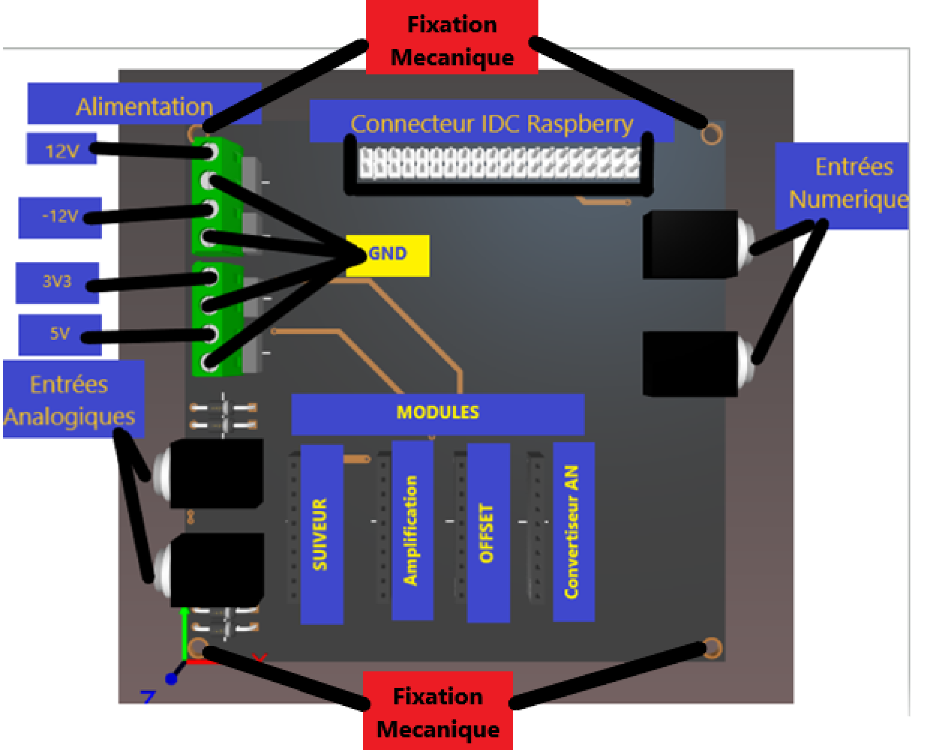 Fixation
Mecanique
Alimentation
Connecteur IDC Raspberry
12V
Entrées
Numerique
-12V
GND
3V3
5V
Entrées
Analogiques
MODULES
SUIVEUR
Amplification
OFFSET
Convertiseur AN
X
Z
Fixation
Mecanique